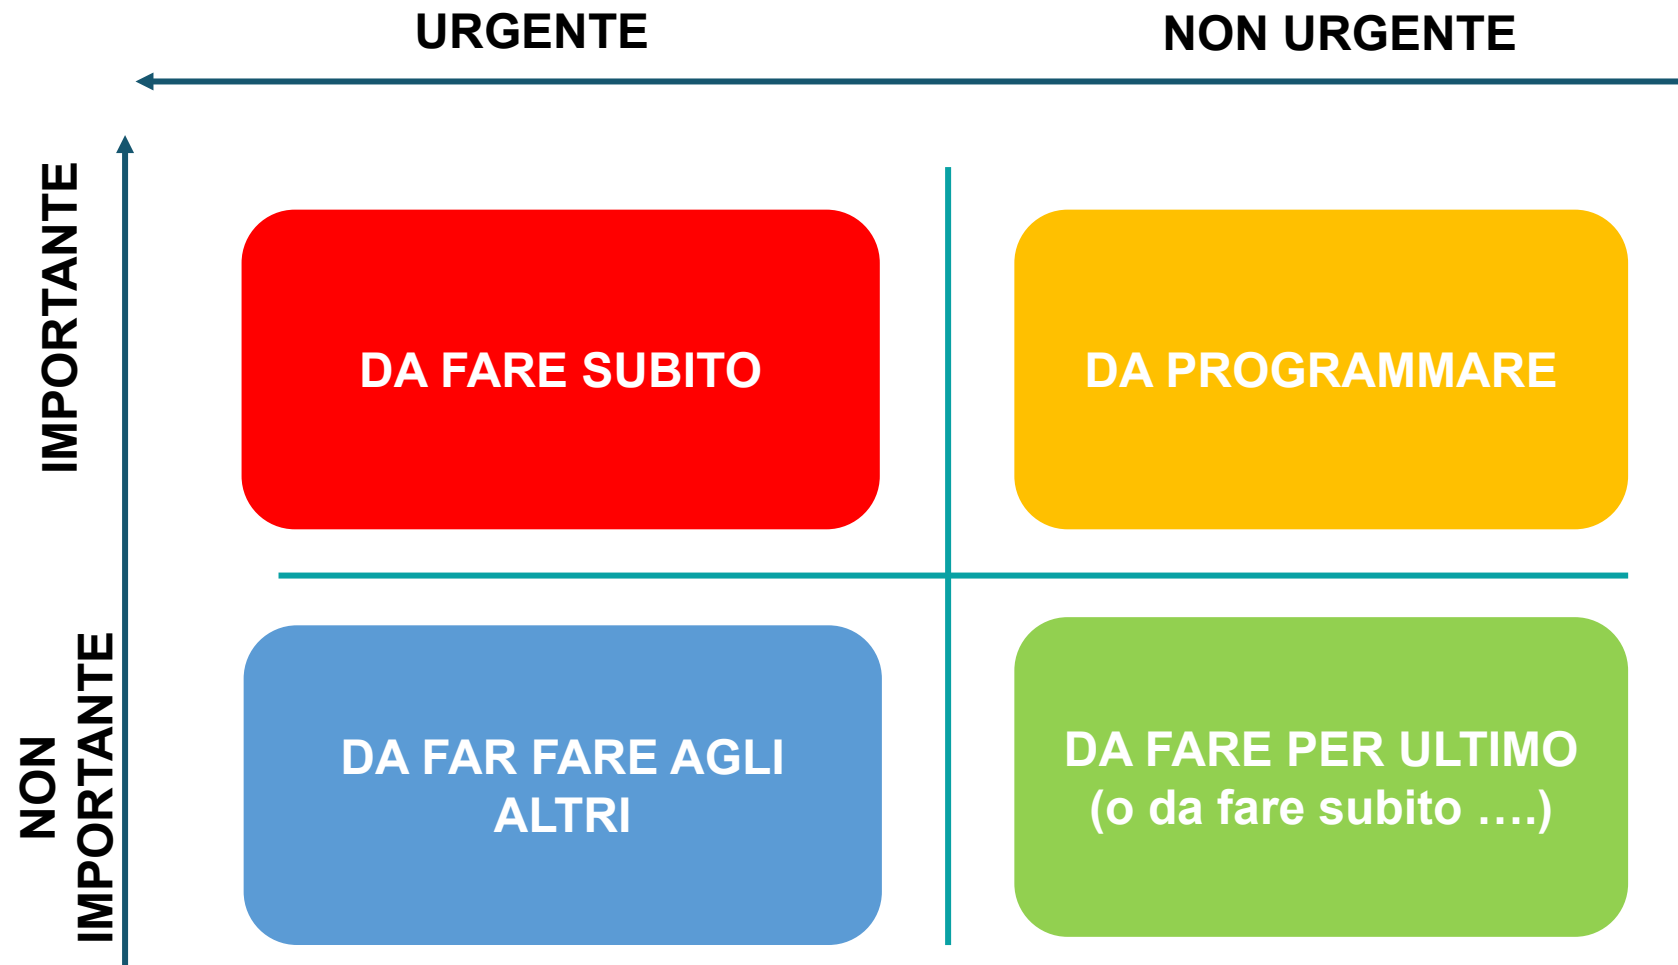 URGENTE
NON URGENTE
IMPORTANTE
DA FARE SUBITO
DA PROGRAMMARE
NON
IMPORTANTE
DA FAR FARE AGLI
ALTRI
DA FARE PER ULTIMO
(o da fare subito ….)